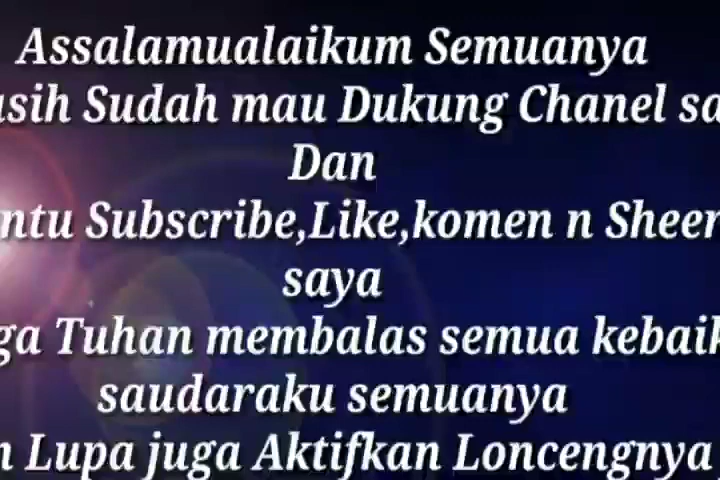 Assalamualaikum Semuanya
asih Sudah mau Dukung Chanel sa
Dan
ntu Subscribe,Like,komen n Sheer
saya
ga Tuhan membalas semua kebaik
saudaraku semuanya
n Lupa juga Aktifkan Loncengnya